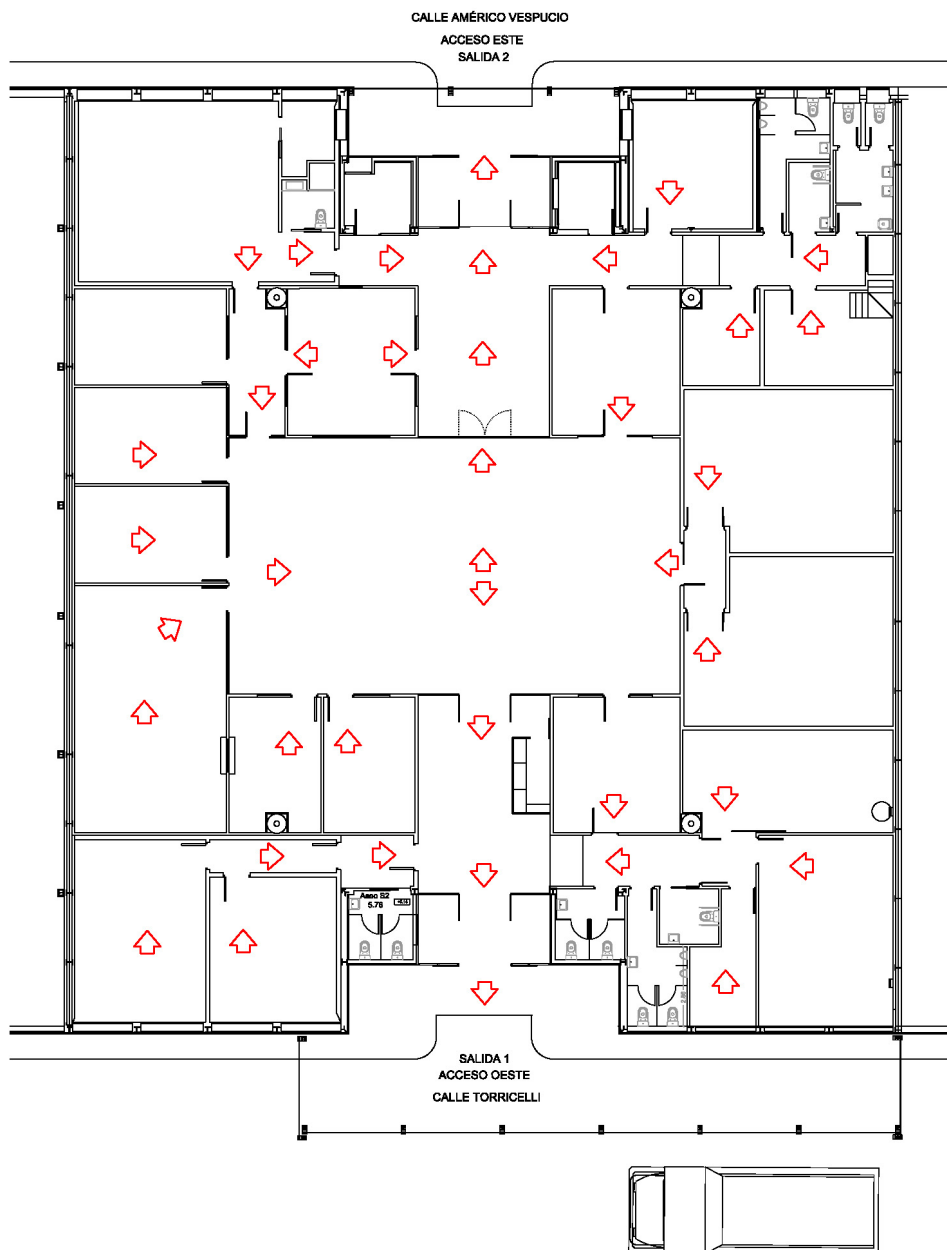 CALLE AMÉRICO VESPUCIO
ACCESO ESTE
SALIDA 2
Aseo S2
5.78
SALIDA 1
ACCESO OESTE
CALLE TORRICELLI